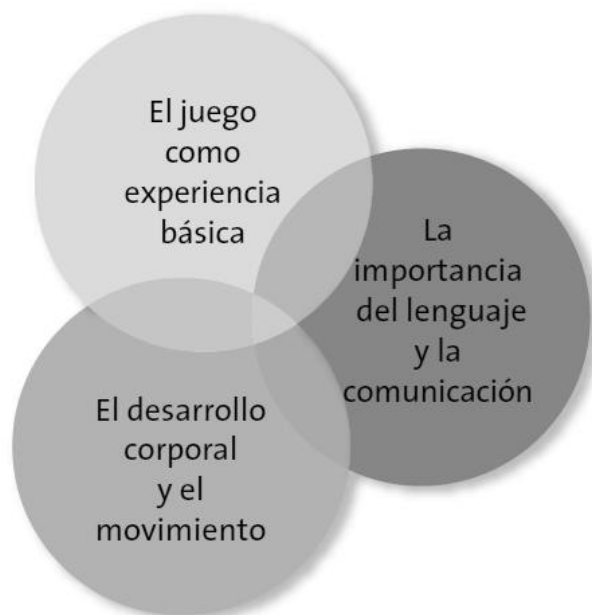 El juego
como
experiencia
básica
La
importancia
del lenguaje
y la
comunicación
El desarrollo
corporal
y el
movimiento